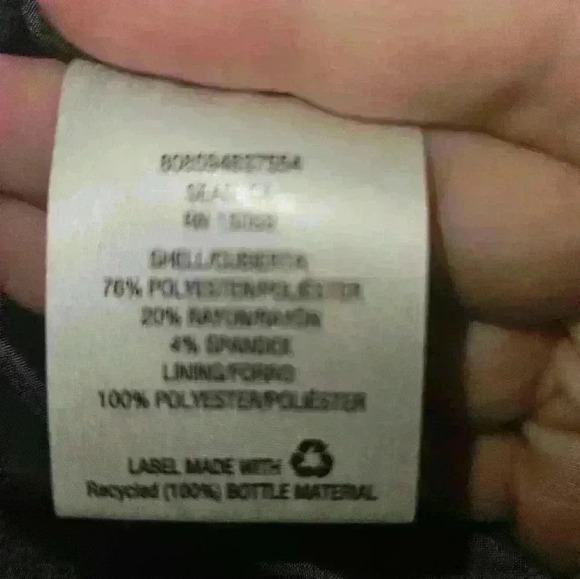 SHELL/CUBIERTA
76% POLYESTER/POLIÉSTER
20% RAYON/RAYÓN
4% SPANDEX
LINING/FORRO
100% POLYESTER/POLIÉSTER
LABEL MADE WITH
Recycled (100%) BOTTLE MATERIAL